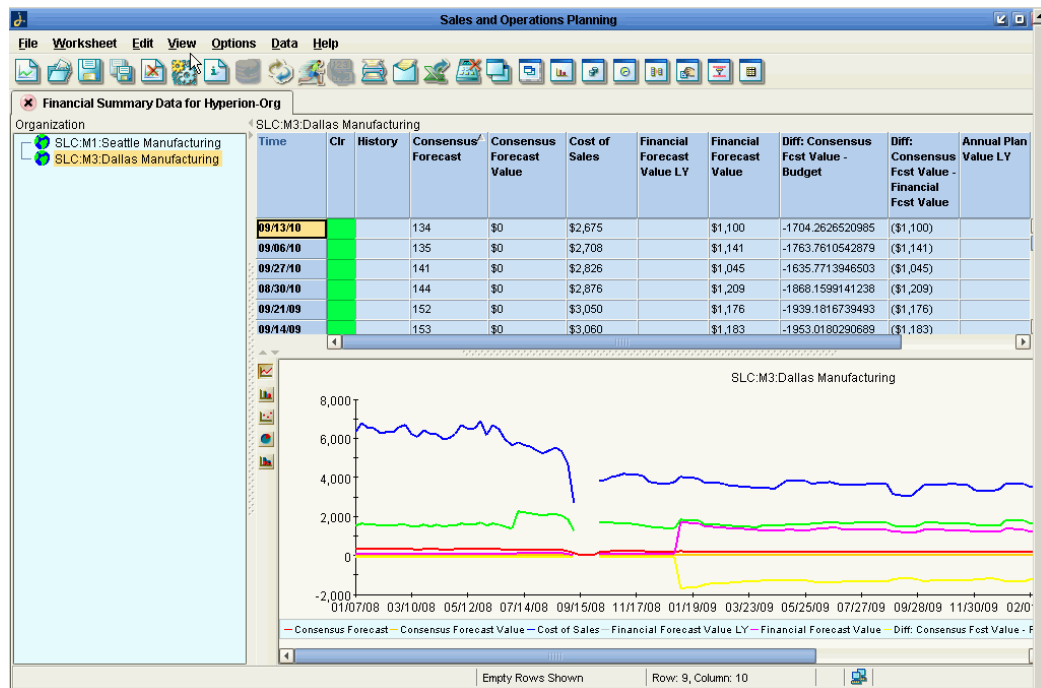 Sales and Operations Planning
File Worksheet Edit View Options Data Help
Financial Summary Data for Hyperion-Org
Organization
SLC:M1:Seattle Manufacturing
SLC:M3:Dallas Manufacturing
SLC:M3:Dallas Manufacturing
Time Clr History Consensus Forecast Consensus Forecast Value Cost of Sales Financial Forecast Value LY Financial Forecast Value Diff: Consensus Fcst Value - Budget Diff: Consensus Fcst Value - Financial Fcst Value Annual Plan Value LY
09/13/10 134 $0 $2,675 $1,100 -1704.2626520985 ($1,100)
09/06/10 135 $0 $2,708 $1,141 -1763.7610542879 ($1,141)
09/27/10 141 $0 $2,826 $1,045 -1635.7713946503 ($1,045)
08/30/10 144 $0 $2,876 $1,209 -1868.1599141238 ($1,209)
09/21/09 152 $0 $3,050 $1,176 -1939.1816739493 ($1,176)
09/14/09 153 $0 $3,060 $1,183 -1953.0180290689 ($1,183)
SLC:M3:Dallas Manufacturing
8,000
6,000
4,000
2,000
0
-2,000
01/07/08 03/10/08 05/12/08 07/14/08 09/15/08 11/17/08 01/19/09 03/23/09 05/25/09 07/27/09 09/28/09 11/30/09 02/0
Consensus Forecast Consensus Forecast Value Cost of Sales Financial Forecast Value LY Financial Forecast Value Diff: Consensus Fcst Value - F
Empty Rows Shown Row: 9, Column: 10